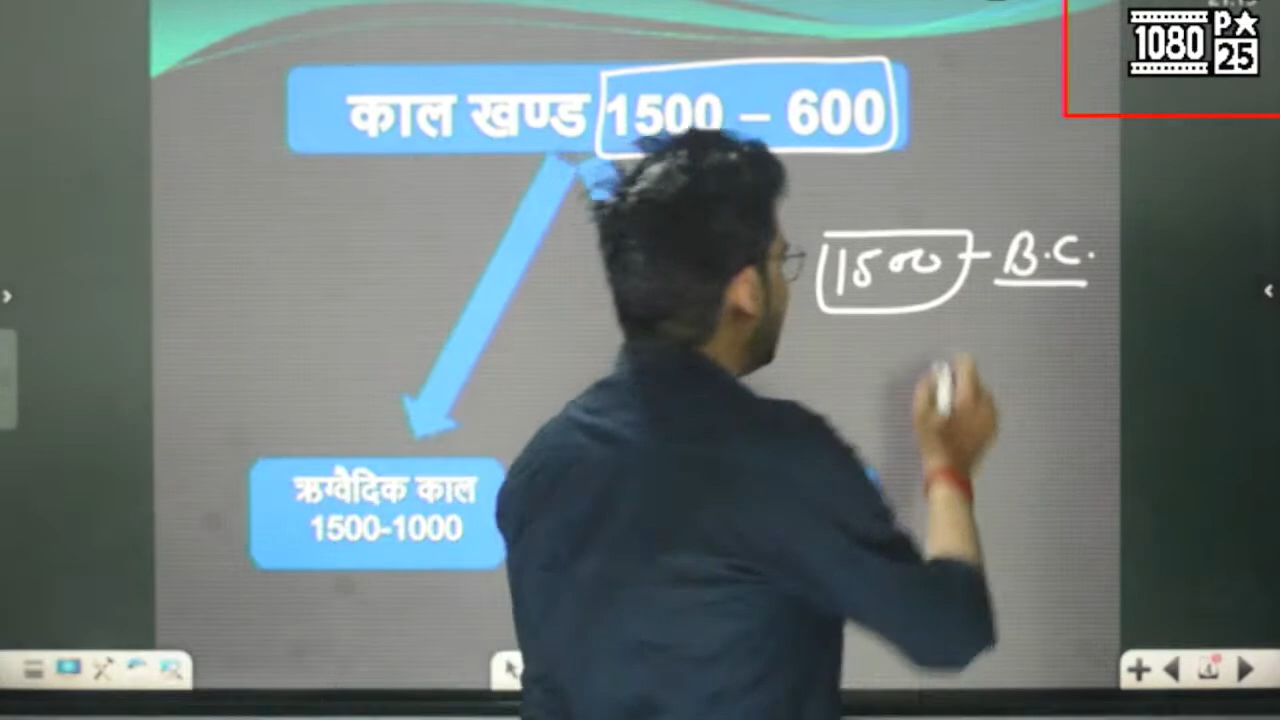 काल खण्ड 1500 – 600
1500 – B.C.
ऋग्वैदिक काल
1500-1000
1080 P★
25